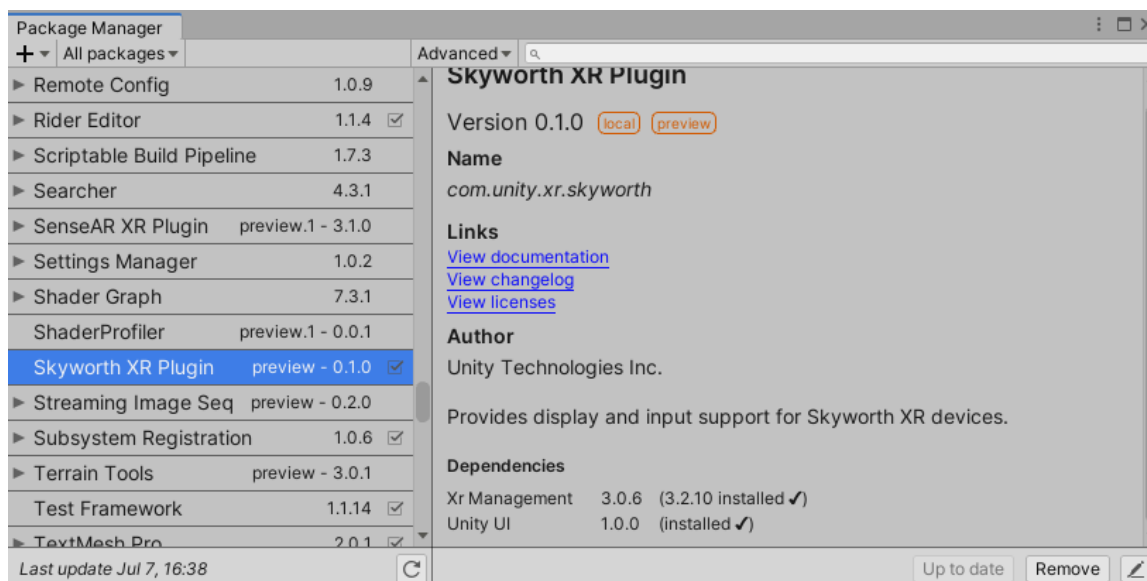 Package Manager
All packages
Advanced
Remote Config 1.0.9
Rider Editor 1.1.4
Scriptable Build Pipeline 1.7.3
Searcher 4.3.1
SenseAR XR Plugin preview.1 - 3.1.0
Settings Manager 1.0.2
Shader Graph 7.3.1
ShaderProfiler preview.1 - 0.0.1
Skyworth XR Plugin preview - 0.1.0
Streaming Image Seq preview - 0.2.0
Subsystem Registration 1.0.6
Terrain Tools preview - 3.0.1
Test Framework 1.1.14
TextMesh Pro 2.0.1
Last update Jul 7, 16:38
Skyworth XR Plugin
Version 0.1.0 local preview
Name
com.unity.xr.skyworth
Links
View documentation
View changelog
View licenses
Author
Unity Technologies Inc.
Provides display and input support for Skyworth XR devices.
Dependencies
Xr Management 3.0.6 (3.2.10 installed ✓)
Unity UI 1.0.0 (installed ✓)
Up to date
Remove